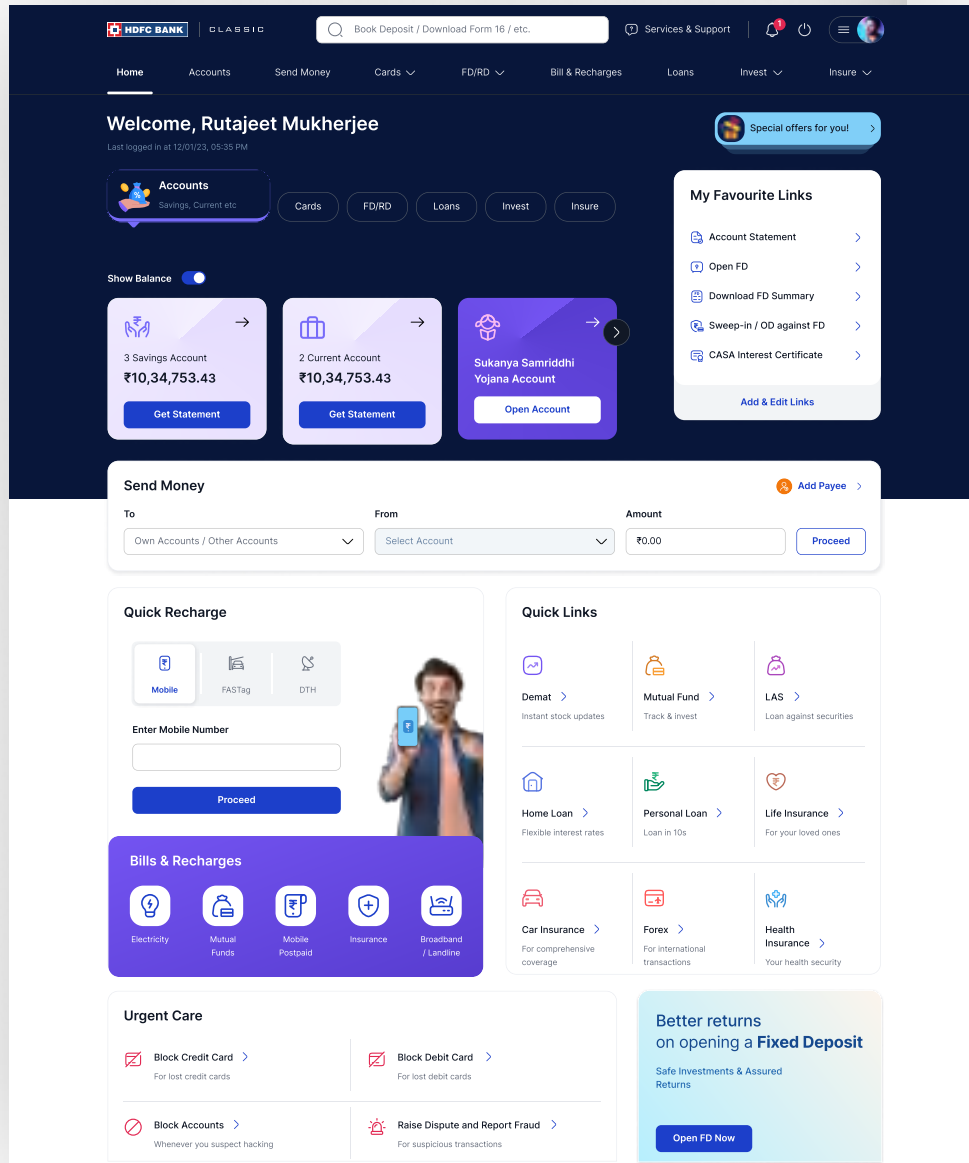 HDFC BANK CLASSIC
Book Deposit / Download Form 16 / etc.
Services & Support
1
Home Accounts Send Money Cards FD/RD Bill & Recharges Loans Invest Insure
Welcome, Rutajeet Mukherjee
Last logged in at 12/01/23, 05:35 PM
Special offers for you!
Accounts
Savings, Current etc
Cards FD/RD Loans Invest Insure
Show Balance
3 Savings Account
₹10,34,753.43
Get Statement
2 Current Account
₹10,34,753.43
Get Statement
Sukanya Samriddhi
Yojana Account
Open Account
My Favourite Links
Account Statement
Open FD
Download FD Summary
Sweep-in / OD against FD
CASA Interest Certificate
Add & Edit Links
Send Money
Add Payee
To
Own Accounts / Other Accounts
From
Select Account
Amount
₹0.00
Proceed
Quick Recharge
Mobile
FASTag
DTH
Enter Mobile Number
Proceed
Bills & Recharges
Electricity
Mutual
Funds
Mobile
Postpaid
Insurance
Broadband
/ Landline
Quick Links
Demat
Instant stock updates
Mutual Fund
Track & invest
LAS
Loan against securities
Home Loan
Flexible interest rates
Personal Loan
Loan in 10s
Life Insurance
For your loved ones
Car Insurance
For comprehensive
coverage
Forex
For international
transactions
Health
Insurance
Your health security
Urgent Care
Block Credit Card
For lost credit cards
Block Debit Card
For lost debit cards
Block Accounts
Whenever you suspect hacking
Raise Dispute and Report Fraud
For suspicious transactions
Better returns
on opening a Fixed Deposit
Safe Investments & Assured
Returns
Open FD Now